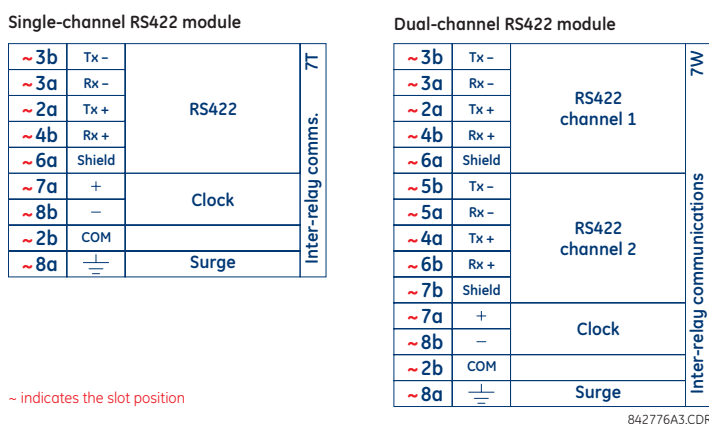 Single-channel RS422 module
~3b Tx –
~3a Rx –
~2a Tx +
~4b Rx +
~6a Shield
RS422
~7a +
~8b –
Clock
~2b COM
~8a Surge
7T
Inter-relay comms.
Dual-channel RS422 module
~3b Tx –
~3a Rx –
~2a Tx +
~4b Rx +
~6a Shield
RS422
channel 1
~5b Tx –
~5a Rx –
~4a Tx +
~6b Rx +
~7b Shield
RS422
channel 2
~7a +
~8b –
Clock
~2b COM
~8a Surge
7W
Inter-relay communications
~ indicates the slot position
842776A3.CDR